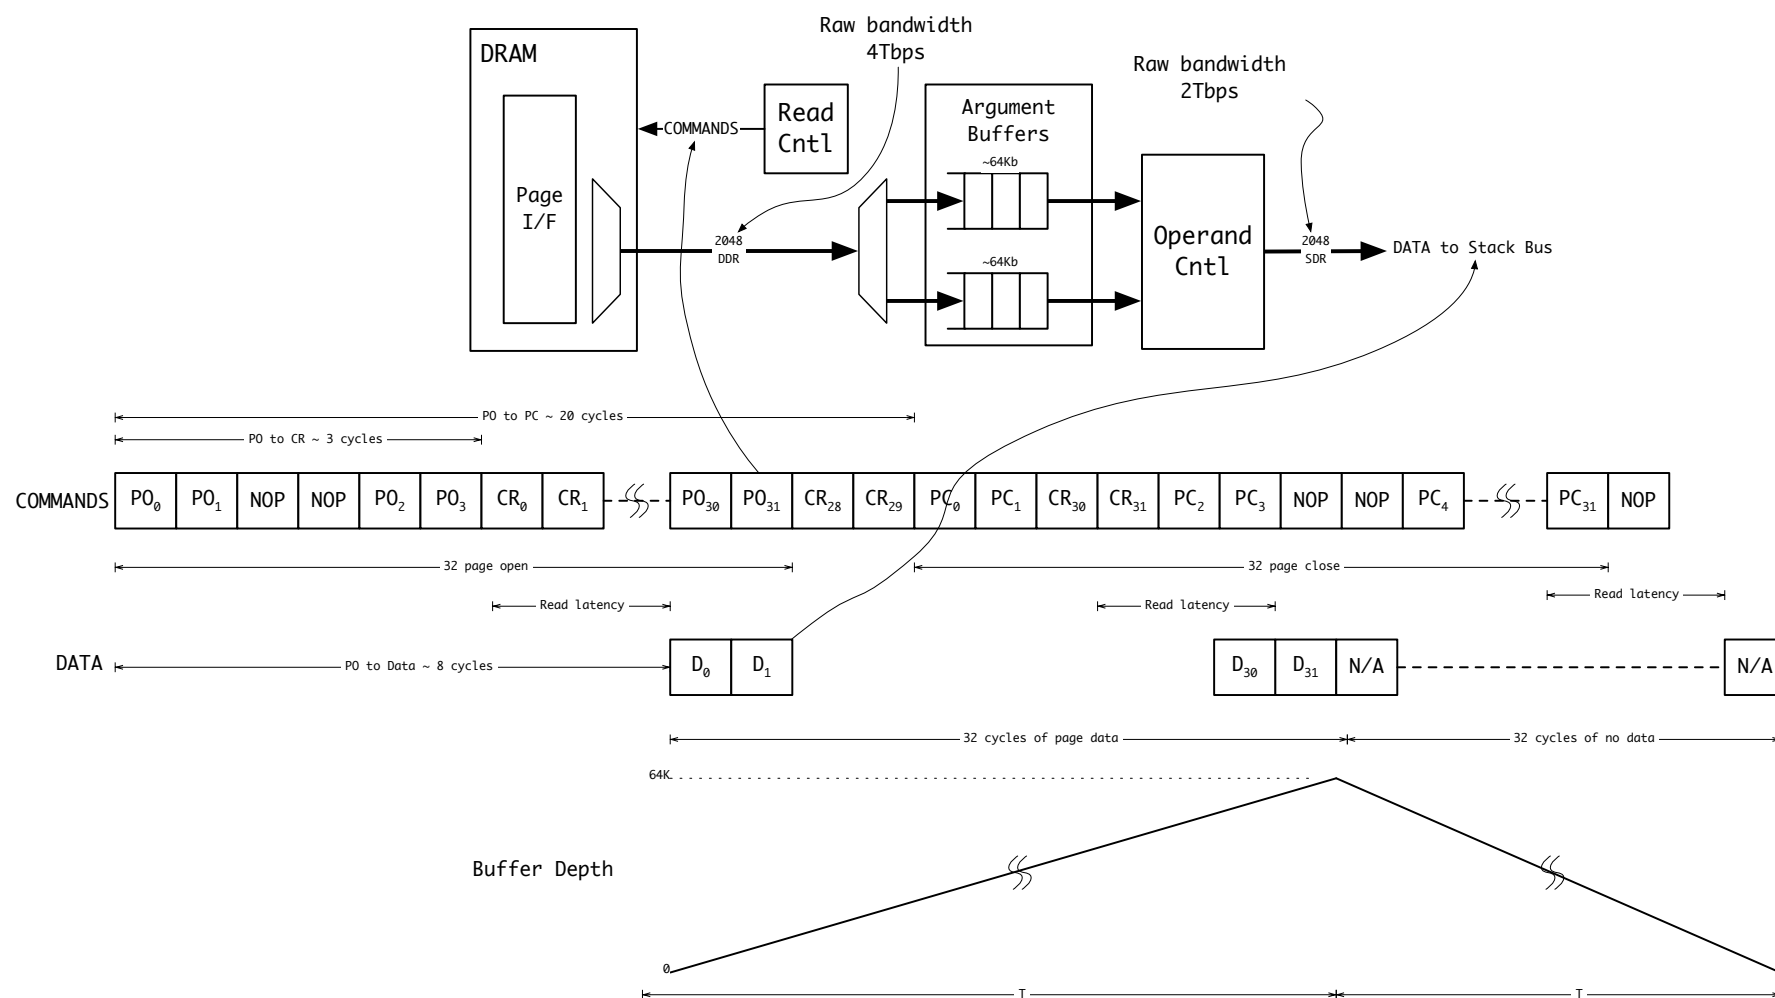 Raw bandwidth
4Tbps
DRAM
Raw bandwidth
2Tbps
Read
Cntl
COMMANDS
Argument
Buffers
~64Kb
Page
I/F
2048
DDR
Operand
Cntl
2048
SDR
DATA to Stack Bus
~64Kb
PO to PC ~ 20 cycles
PO to CR ~ 3 cycles
COMMANDS PO0 PO1 NOP NOP PO2 PO3 CR0 CR1 PO30 PO31 CR28 CR29 PC0 PC1 CR30 CR31 PC2 PC3 NOP NOP PC4 PC31 NOP
32 page open 32 page close
Read latency Read latency Read latency
DATA PO to Data ~ 8 cycles D0 D1 D30 D31 N/A N/A
32 cycles of page data 32 cycles of no data
64K
Buffer Depth
0
T T